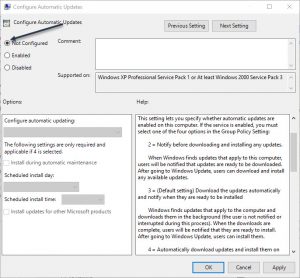 Configure Automatic Updates
Configure Automatic Updates
Previous Setting
Next Setting
Not Configured
Comment:
Enabled
Disabled
Supported on:
Windows XP Professional Service Pack 1 or At least Windows 2000 Service Pack 3
Options:
Help:
Configure automatic updating:
The following settings are only required and
applicable if 4 is selected.
Install during automatic maintenance
Scheduled install day:
Scheduled install time:
Install updates for other Microsoft products
This setting lets you specify whether automatic updates are
enabled on this computer. If the service is enabled, you must
select one of the four options in the Group Policy Setting:
2 = Notify before downloading and installing any updates.
When Windows finds updates that apply to this computer,
users will be notified that updates are ready to be downloaded.
After going to Windows Update, users can download and install
any available updates.
3 = (Default setting) Download the updates automatically
and notify when they are ready to be installed
Windows finds updates that apply to the computer and
downloads them in the background (the user is not notified or
interrupted during this process). When the downloads are
complete, users will be notified that they are ready to install.
After going to Windows Update, users can install them.
4 = Automatically download updates and install them on
OK
Cancel
Apply